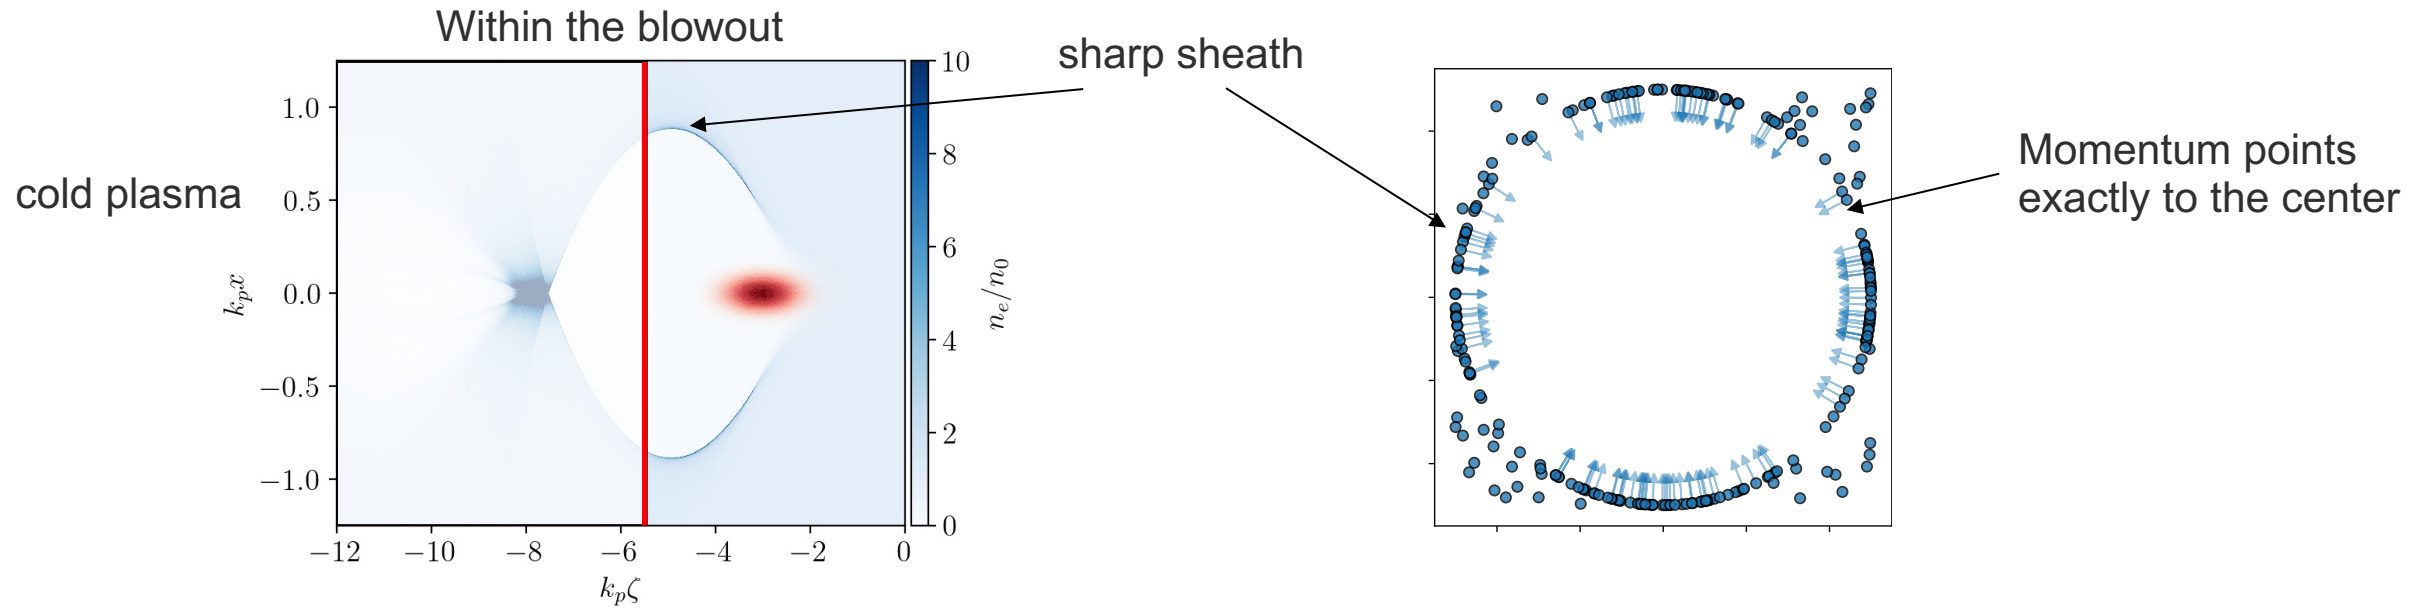 Within the blowout
sharp sheath
cold plasma
Momentum points
exactly to the center
1.0
0.5
0.0
−0.5
−1.0
k_p x
−12 −10 −8 −6 −4 −2 0
k_p ζ
10
8
6
4
2
0
n_e/n_0